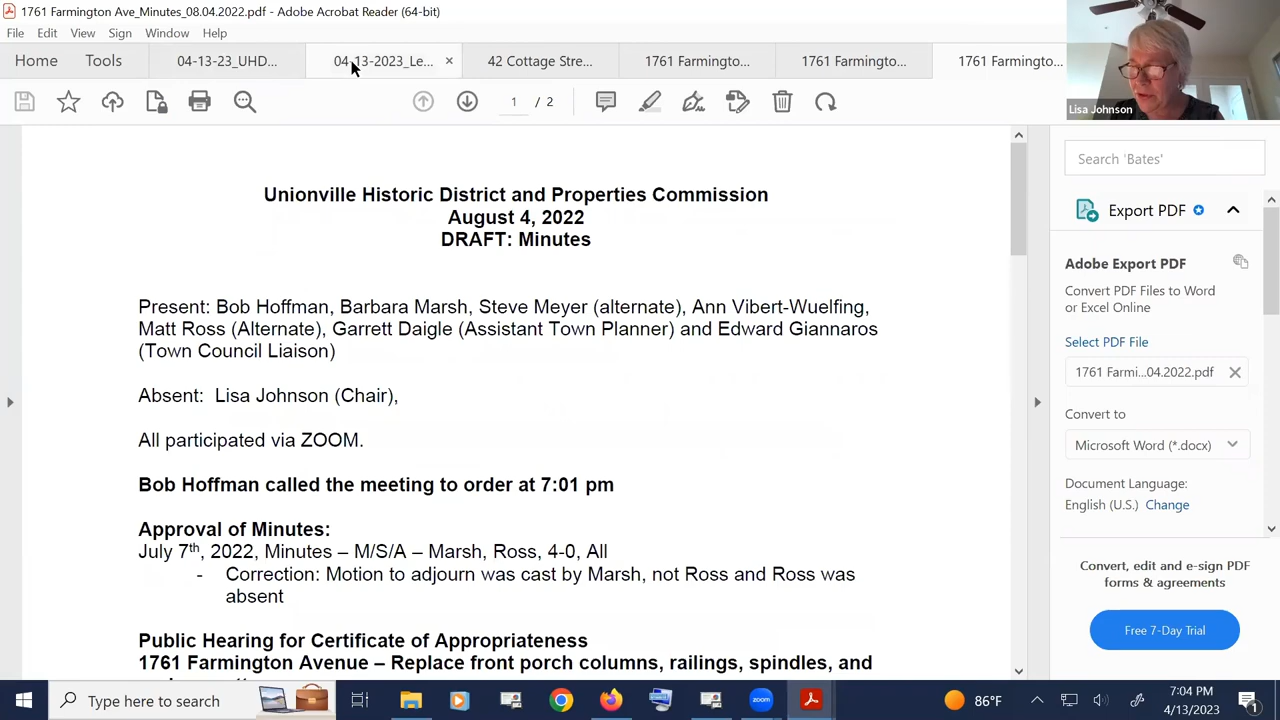 1761 Farmington Ave_Minutes_08.04.2022.pdf - Adobe Acrobat Reader (64-bit)
File Edit View Sign Window Help
Home Tools 04-13-23_UHD... 04-13-2023_Le... × 42 Cottage Stre... 1761 Farmingto... 1761 Farmingto... 1761 Farmingto...
1 / 2
Lisa Johnson
Unionville Historic District and Properties Commission
August 4, 2022
DRAFT: Minutes
Present: Bob Hoffman, Barbara Marsh, Steve Meyer (alternate), Ann Vibert-Wuelfing,
Matt Ross (Alternate), Garrett Daigle (Assistant Town Planner) and Edward Giannaros
(Town Council Liaison)
Absent: Lisa Johnson (Chair),
All participated via ZOOM.
Bob Hoffman called the meeting to order at 7:01 pm
Approval of Minutes:
July 7th, 2022, Minutes – M/S/A – Marsh, Ross, 4-0, All
- Correction: Motion to adjourn was cast by Marsh, not Ross and Ross was
absent
Public Hearing for Certificate of Appropriateness
1761 Farmington Avenue – Replace front porch columns, railings, spindles, and
Search 'Bates'
Export PDF
Adobe Export PDF
Convert PDF Files to Word
or Excel Online
Select PDF File
1761 Farmi...04.2022.pdf
Convert to
Microsoft Word (*.docx)
Document Language:
English (U.S.) Change
Convert, edit and e-sign PDF
forms & agreements
Free 7-Day Trial
Type here to search
zoom
86°F
7:04 PM
4/13/2023
1